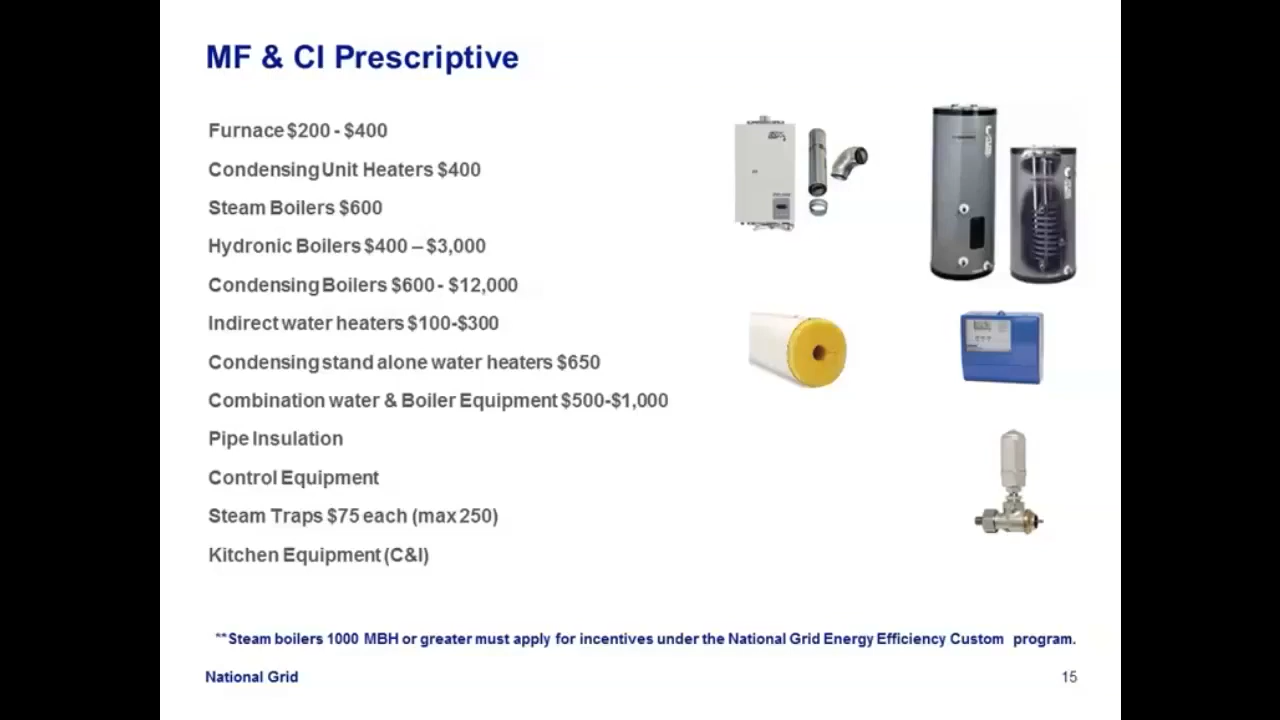 MF & CI Prescriptive
Furnace $200 - $400
Condensing Unit Heaters $400
Steam Boilers $600
Hydronic Boilers $400 – $3,000
Condensing Boilers $600 - $12,000
Indirect water heaters $100-$300
Condensing stand alone water heaters $650
Combination water & Boiler Equipment $500-$1,000
Pipe Insulation
Control Equipment
Steam Traps $75 each (max 250)
Kitchen Equipment (C&I)
**Steam boilers 1000 MBH or greater must apply for incentives under the National Grid Energy Efficiency Custom program.
National Grid
15